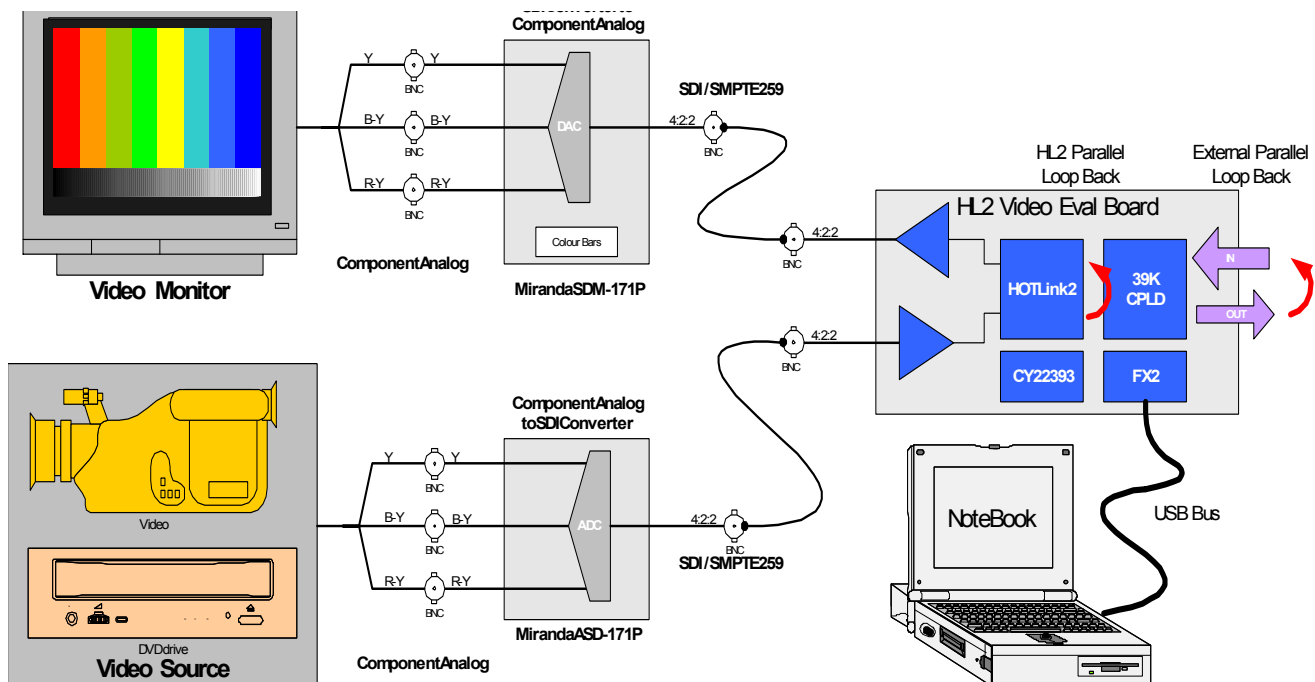 ComponentAnalog
Y
Y
BNC
B-Y
B-Y
BNC
R-Y
R-Y
BNC
DAC
Colour Bars
ComponentAnalog
MirandaSDM-171P
Video Monitor
SDI/SMPTE259
4:2:2
BNC
4:2:2
BNC
HL2 Parallel
Loop Back
External Parallel
Loop Back
HL2 Video Eval Board
HOTLink2
39K
CPLD
IN
OUT
CY22393
FX2
4:2:2
BNC
ComponentAnalog
toSDIConverter
Y
Y
BNC
B-Y
B-Y
BNC
R-Y
R-Y
BNC
ADC
4:2:2
BNC
SDI/SMPTE259
MirandaASD-171P
ComponentAnalog
Video
DVDdrive
Video Source
NoteBook
USB Bus